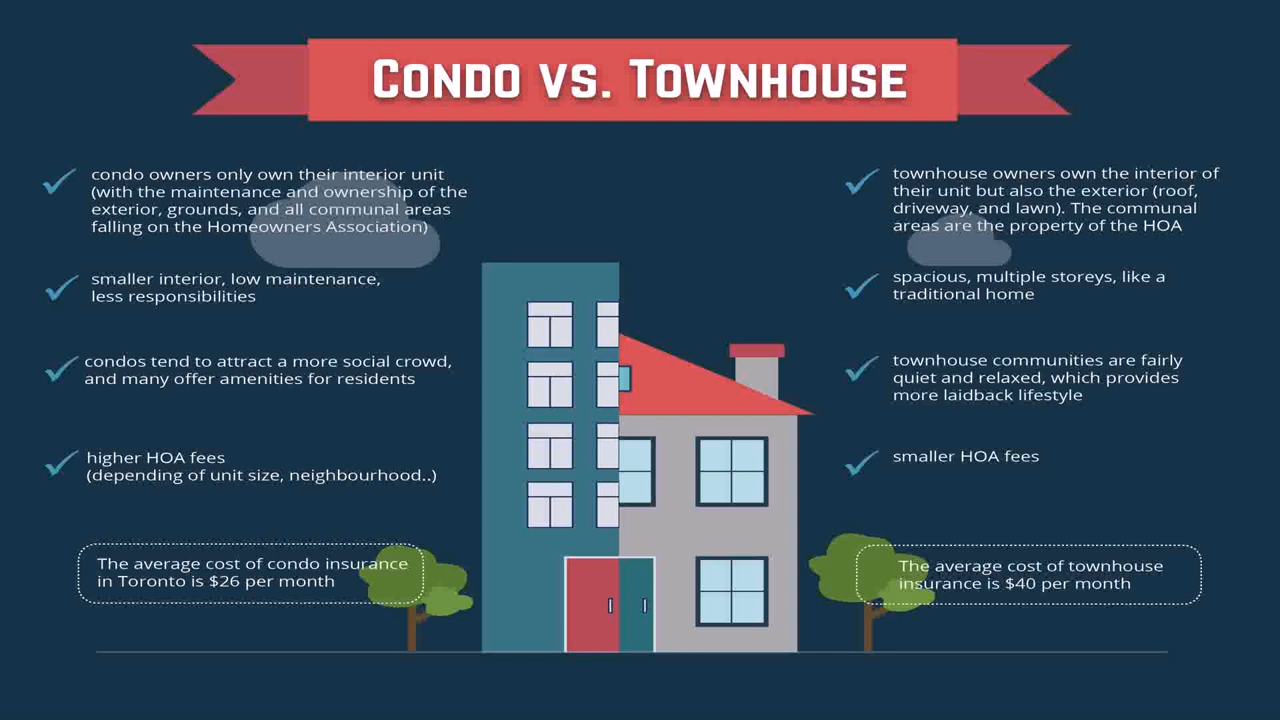 Condo vs. Townhouse
condo owners only own their interior unit
(with the maintenance and ownership of the
exterior, grounds, and all communal areas
falling on the Homeowners Association)
smaller interior, low maintenance,
less responsibilities
condos tend to attract a more social crowd,
and many offer amenities for residents
higher HOA fees
(depending of unit size, neighbourhood..)
The average cost of condo insurance
in Toronto is $26 per month
townhouse owners own the interior of
their unit but also the exterior (roof,
driveway, and lawn). The communal
areas are the property of the HOA
spacious, multiple storeys, like a
traditional home
townhouse communities are fairly
quiet and relaxed, which provides
more laidback lifestyle
smaller HOA fees
The average cost of townhouse
insurance is $40 per month